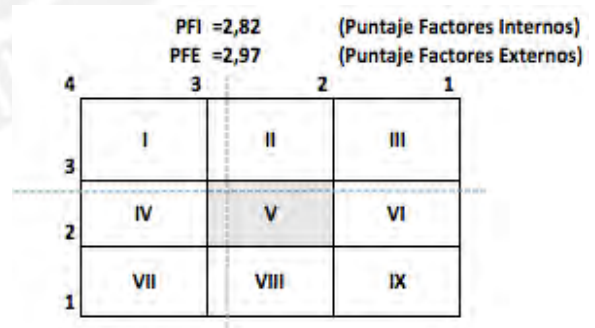 PFI =2,82 (Puntaje Factores Internos)
PFE =2,97 (Puntaje Factores Externos)
4 3 2 1
I II III
3
IV V VI
2
VII VIII IX
1